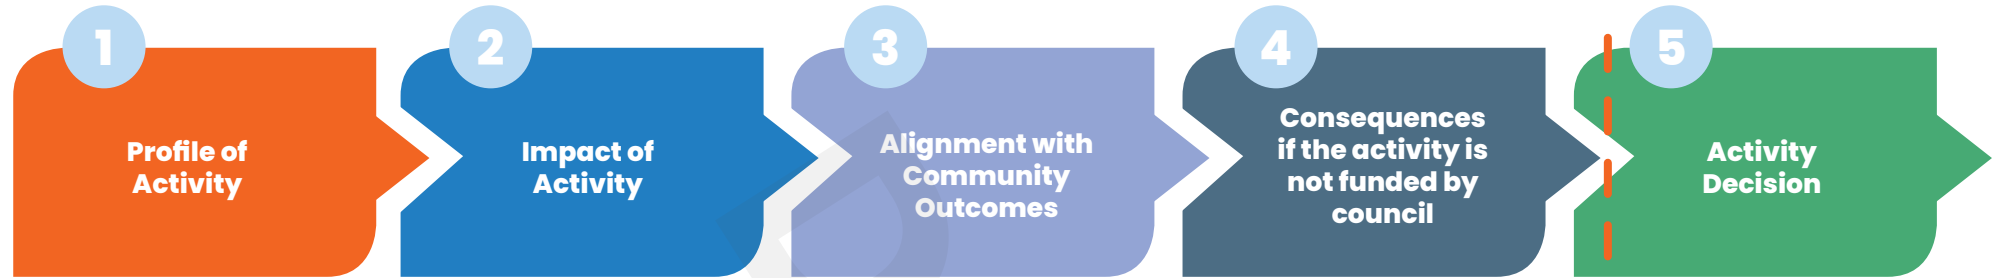 1
Profile of
Activity
2
Impact of
Activity
3
Alignment with
Community
Outcomes
4
Consequences
if the activity is
not funded by
council
5
Activity
Decision